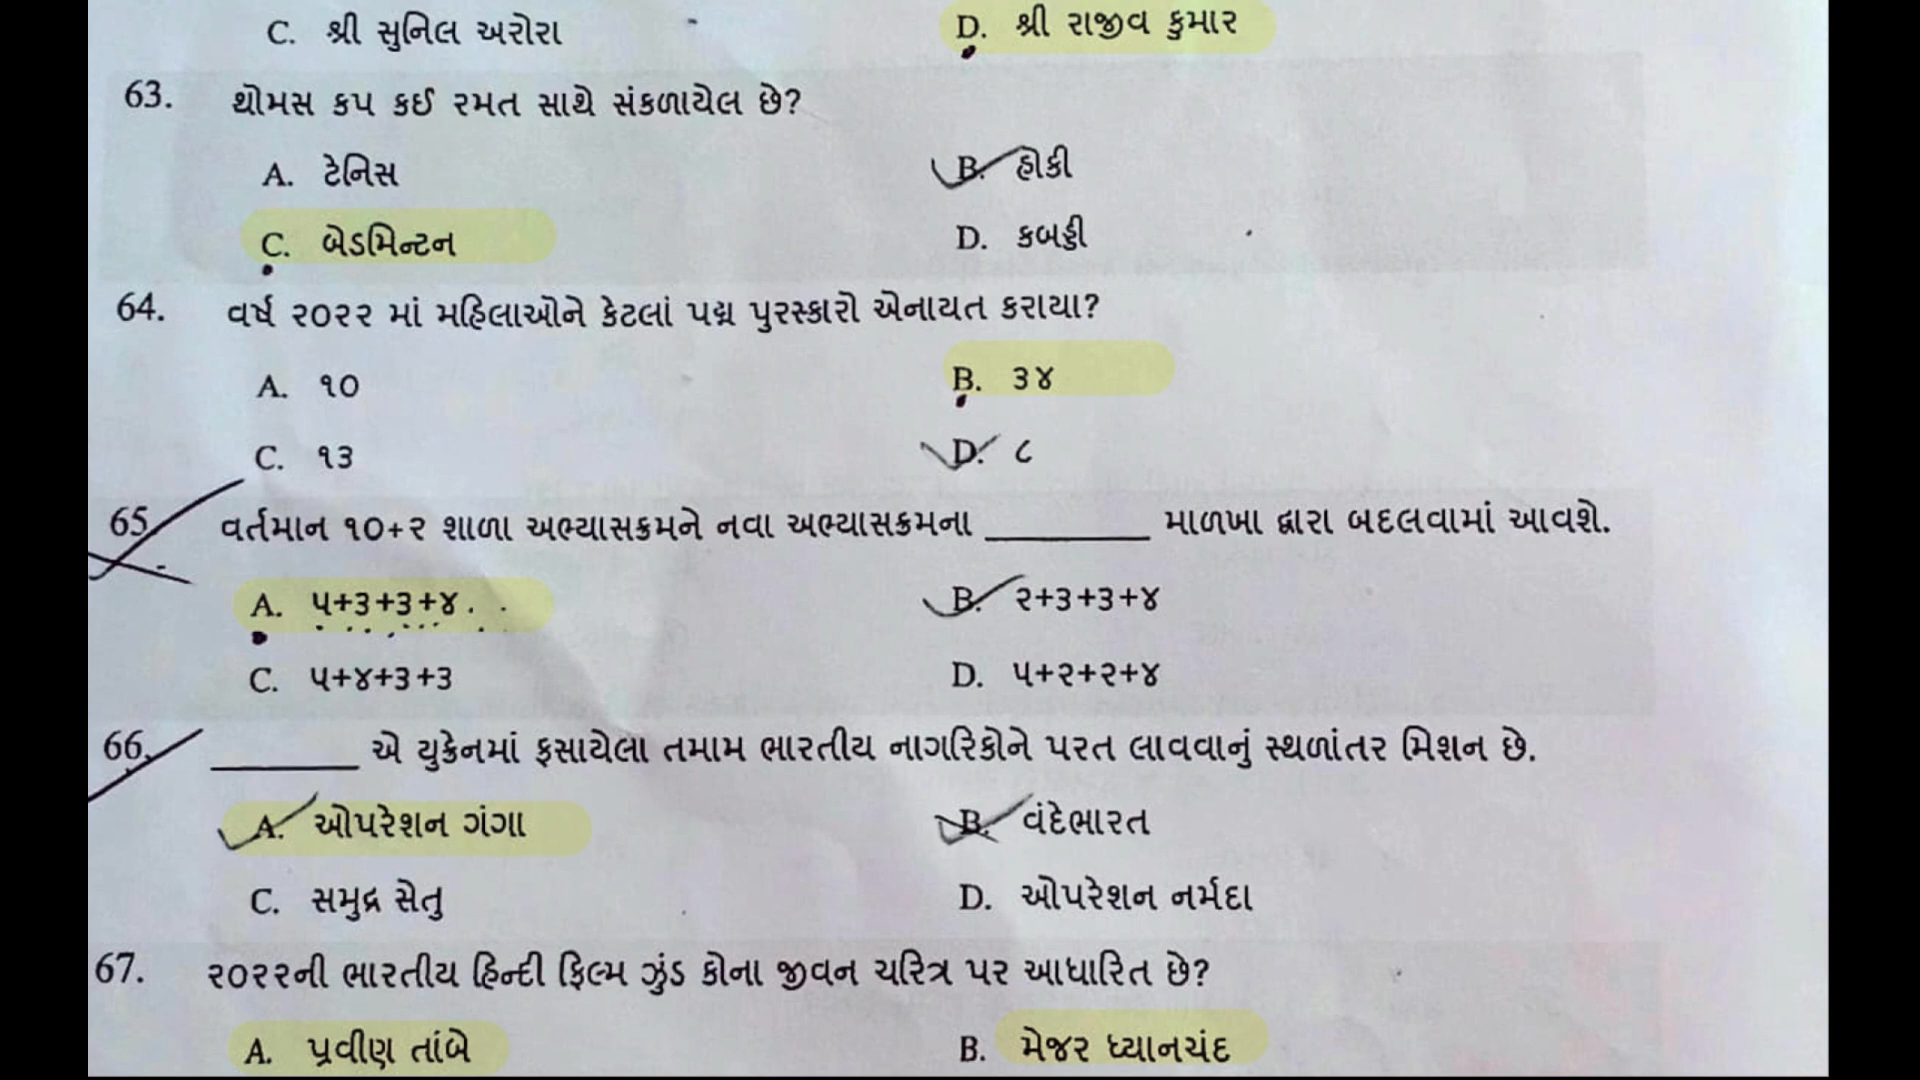 C. શ્રી સુનિલ અરોરા D. શ્રી રાજીવ કુમાર
63. થોમસ કપ કઈ રમત સાથે સંકળાયેલ છે?
A. ટેનિસ B. હોકી
C. બેડમિન્ટન D. કબડ્ડી
64. વર્ષ ૨૦૨૨ માં મહિલાઓને કેટલાં પદ્મ પુરસ્કારો એનાયત કરાયા?
A. ૧૦ B. ૩૪
C. ૧૩ D. ૮
65. વર્તમાન ૧૦+૨ શાળા અભ્યાસક્રમને નવા અભ્યાસક્રમના ________ માળખા દ્વારા બદલવામાં આવશે.
A. ૫+૩+૩+૪ B. ૨+૩+૩+૪
C. ૫+૪+૩+૩ D. ૫+૨+૨+૪
66. ________ એ યુક્રેનમાં ફસાયેલા તમામ ભારતીય નાગરિકોને પરત લાવવાનું સ્થળાંતર મિશન છે.
A. ઓપરેશન ગંગા B. વંદેભારત
C. સમુદ્ર સેતુ D. ઓપરેશન નર્મદા
67. ૨૦૨૨ની ભારતીય હિન્દી ફિલ્મ ઝુંડ કોના જીવન ચરિત્ર પર આધારિત છે?
A. પ્રવીણ તાંબે B. મેજર ધ્યાનચંદ